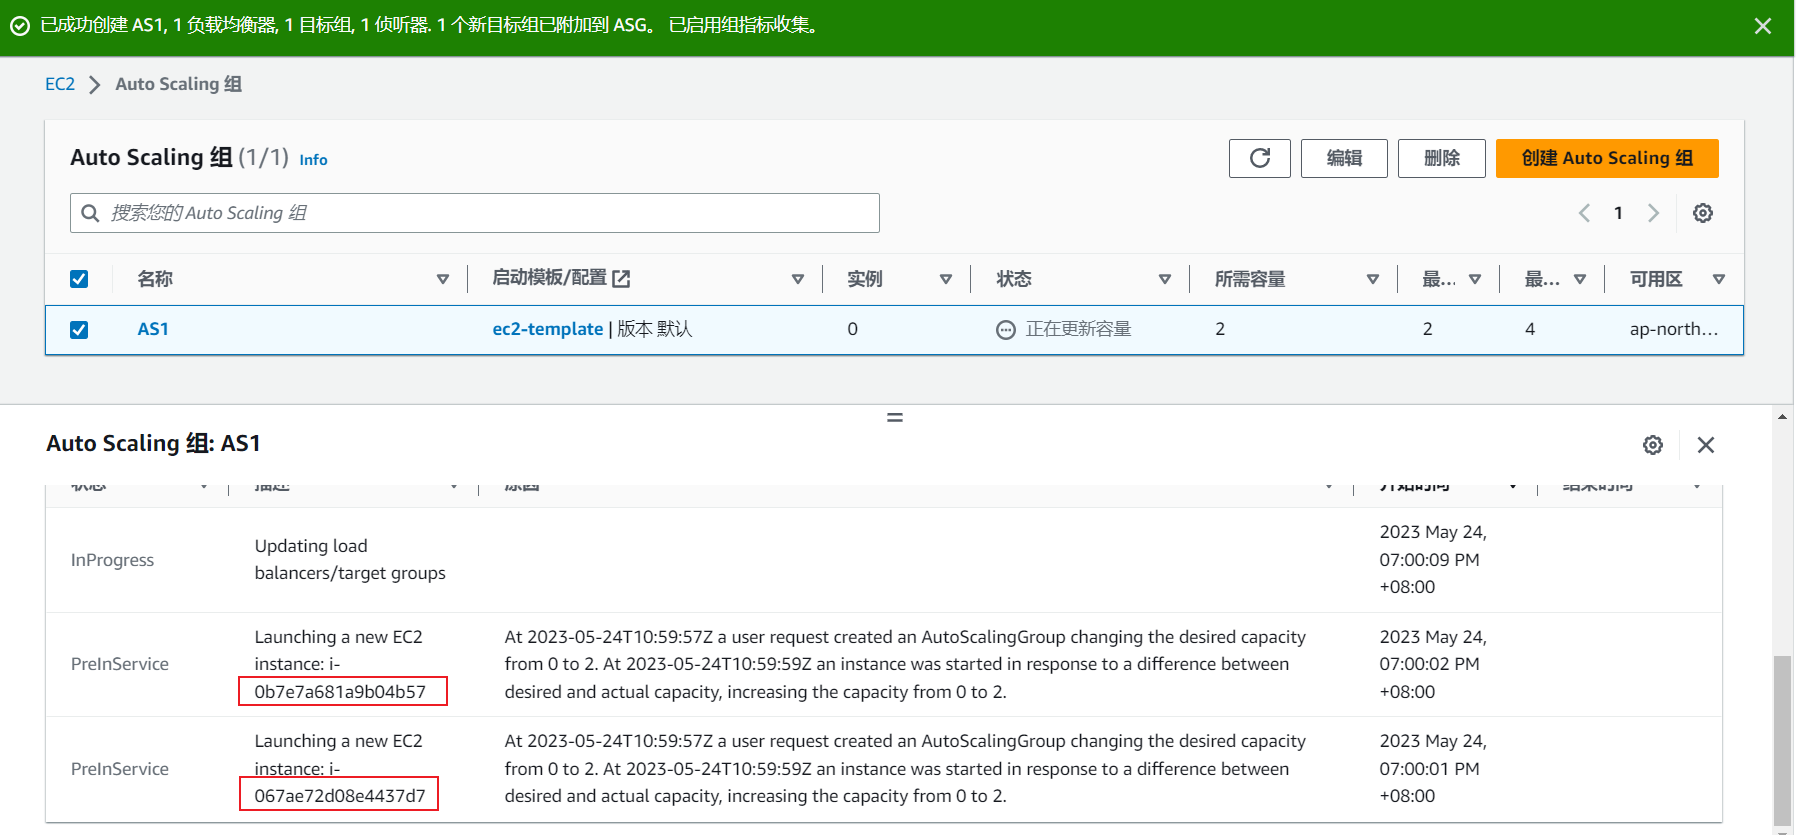 已成功创建 AS1, 1 负载均衡器, 1 目标组, 1 侦听器. 1 个新目标组已附加到 ASG。 已启用组指标收集。
EC2 Auto Scaling 组
Auto Scaling 组 (1/1) Info
编辑 删除 创建 Auto Scaling 组
搜索您的 Auto Scaling 组
1
名称 启动模板/配置 实例 状态 所需容量 最... 最... 可用区
AS1 ec2-template | 版本 默认 0 正在更新容量 2 2 4 ap-north...
Auto Scaling 组: AS1
状态 描述 原因 开始时间 结束时间
InProgress
Updating load
balancers/target groups
2023 May 24,
07:00:09 PM
+08:00
PreInService
Launching a new EC2
instance: i-
0b7e7a681a9b04b57
At 2023-05-24T10:59:57Z a user request created an AutoScalingGroup changing the desired capacity
from 0 to 2. At 2023-05-24T10:59:59Z an instance was started in response to a difference between
desired and actual capacity, increasing the capacity from 0 to 2.
2023 May 24,
07:00:02 PM
+08:00
PreInService
Launching a new EC2
instance: i-
067ae72d08e4437d7
At 2023-05-24T10:59:57Z a user request created an AutoScalingGroup changing the desired capacity
from 0 to 2. At 2023-05-24T10:59:59Z an instance was started in response to a difference between
desired and actual capacity, increasing the capacity from 0 to 2.
2023 May 24,
07:00:01 PM
+08:00